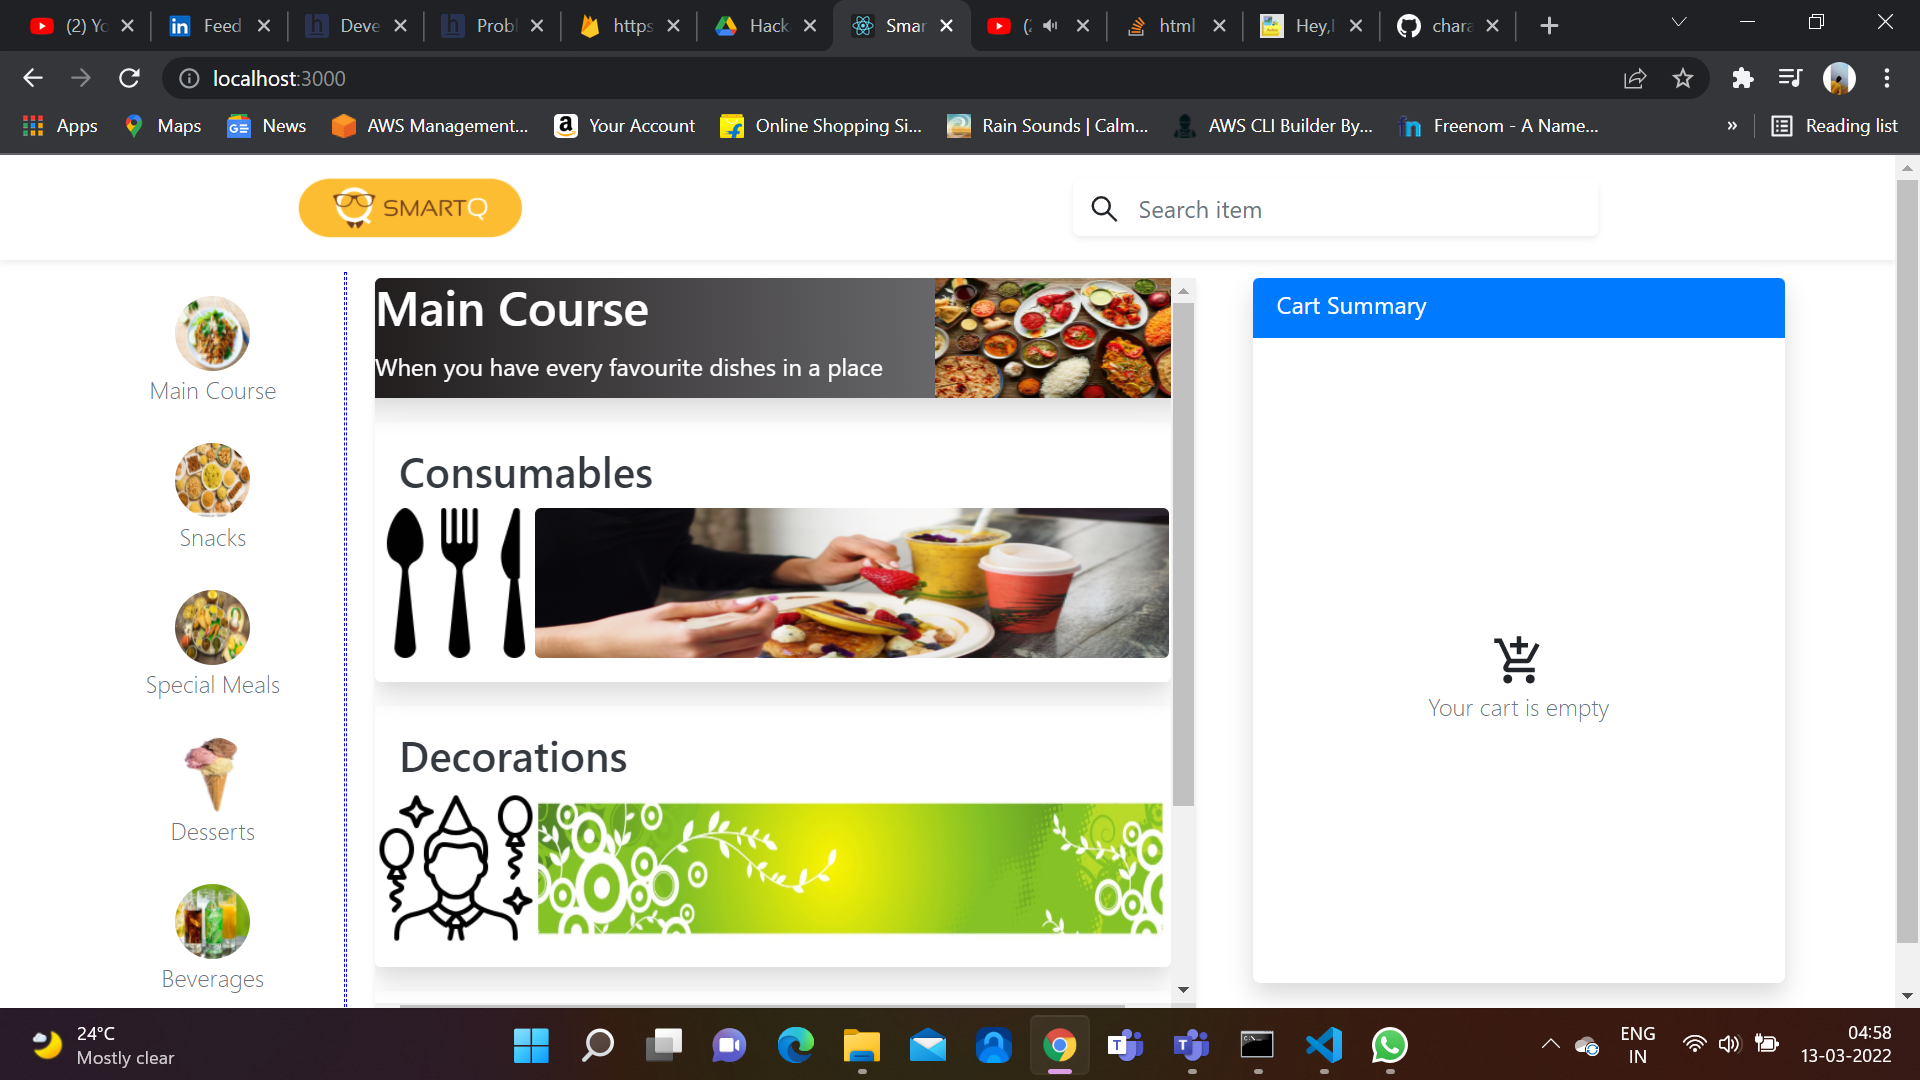 (2) Yo
Feed
Deve
Probl
https
Hack
Smar
(2
html
Hey,I
chara
localhost:3000
Apps
Maps
News
AWS Management...
a
Your Account
Online Shopping Si...
Rain Sounds | Calm...
AWS CLI Builder By...
fn
Freenom - A Name...
»
Reading list
SMARTQ
Search item
Main Course
Snacks
Special Meals
Desserts
Beverages
Main Course
When you have every favourite dishes in a place
Consumables
Decorations
Cart Summary
Your cart is empty
24°C
Mostly clear
ENG
IN
04:58
13-03-2022